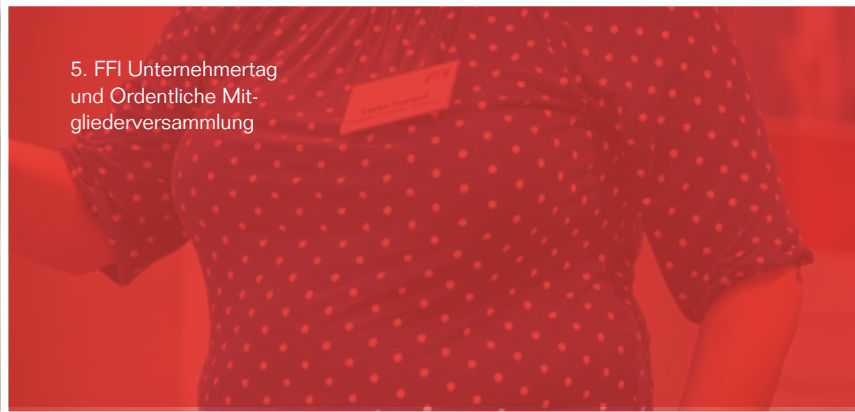 5. FFI Unternehmertag
und Ordentliche Mit-
gliederversammlung